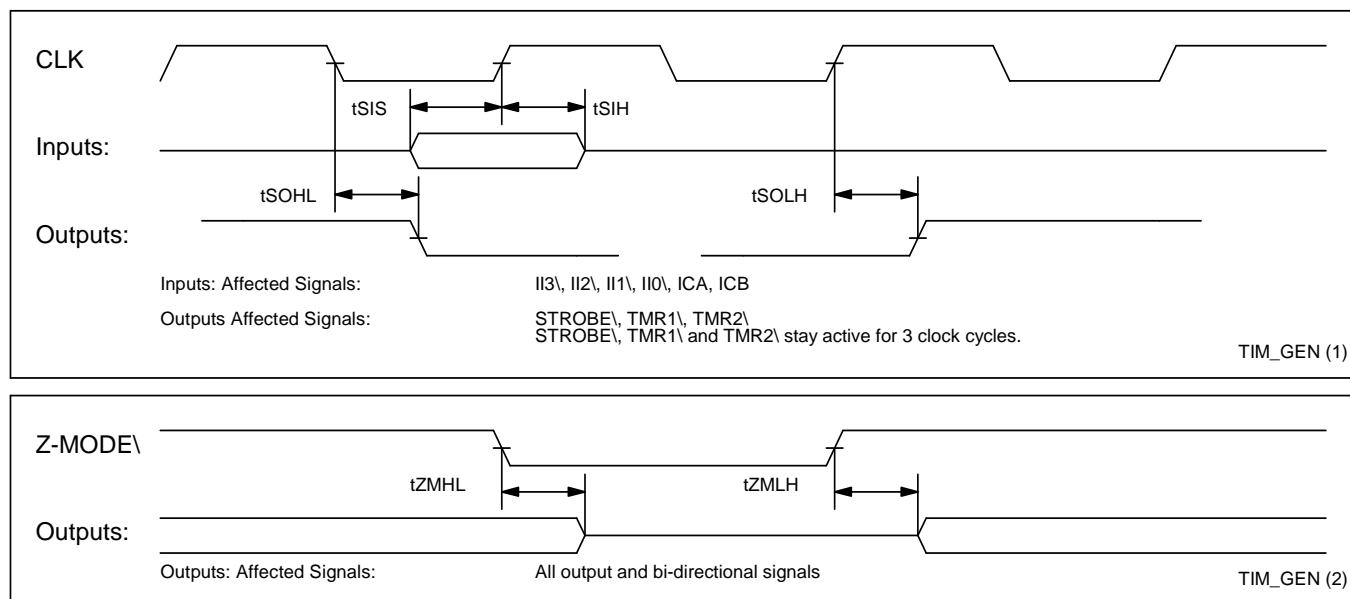 CLK
tSIS
tSIH
Inputs:
tSOHL
tSOLH
Outputs:
Inputs: Affected Signals: II3\, II2\, II1\, II0\, ICA, ICB
Outputs Affected Signals: STROBE\, TMR1\, TMR2\
STROBE\, TMR1\ and TMR2\ stay active for 3 clock cycles.
TIM_GEN (1)
Z-MODE\
tZMHL
tZMLH
Outputs:
Outputs: Affected Signals: All output and bi-directional signals
TIM_GEN (2)